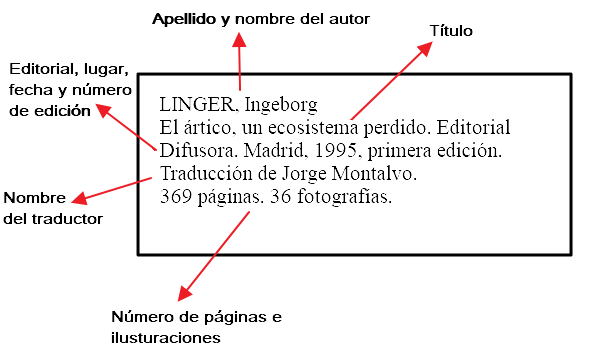 Apellido y nombre del autor
Título
Editorial, lugar,
fecha y número
de edición
LINGER, Ingeborg
El ártico, un ecosistema perdido. Editorial
Difusora. Madrid, 1995, primera edición.
Traducción de Jorge Montalvo.
369 páginas. 36 fotografías.
Nombre
del traductor
Número de páginas e
ilusturaciones